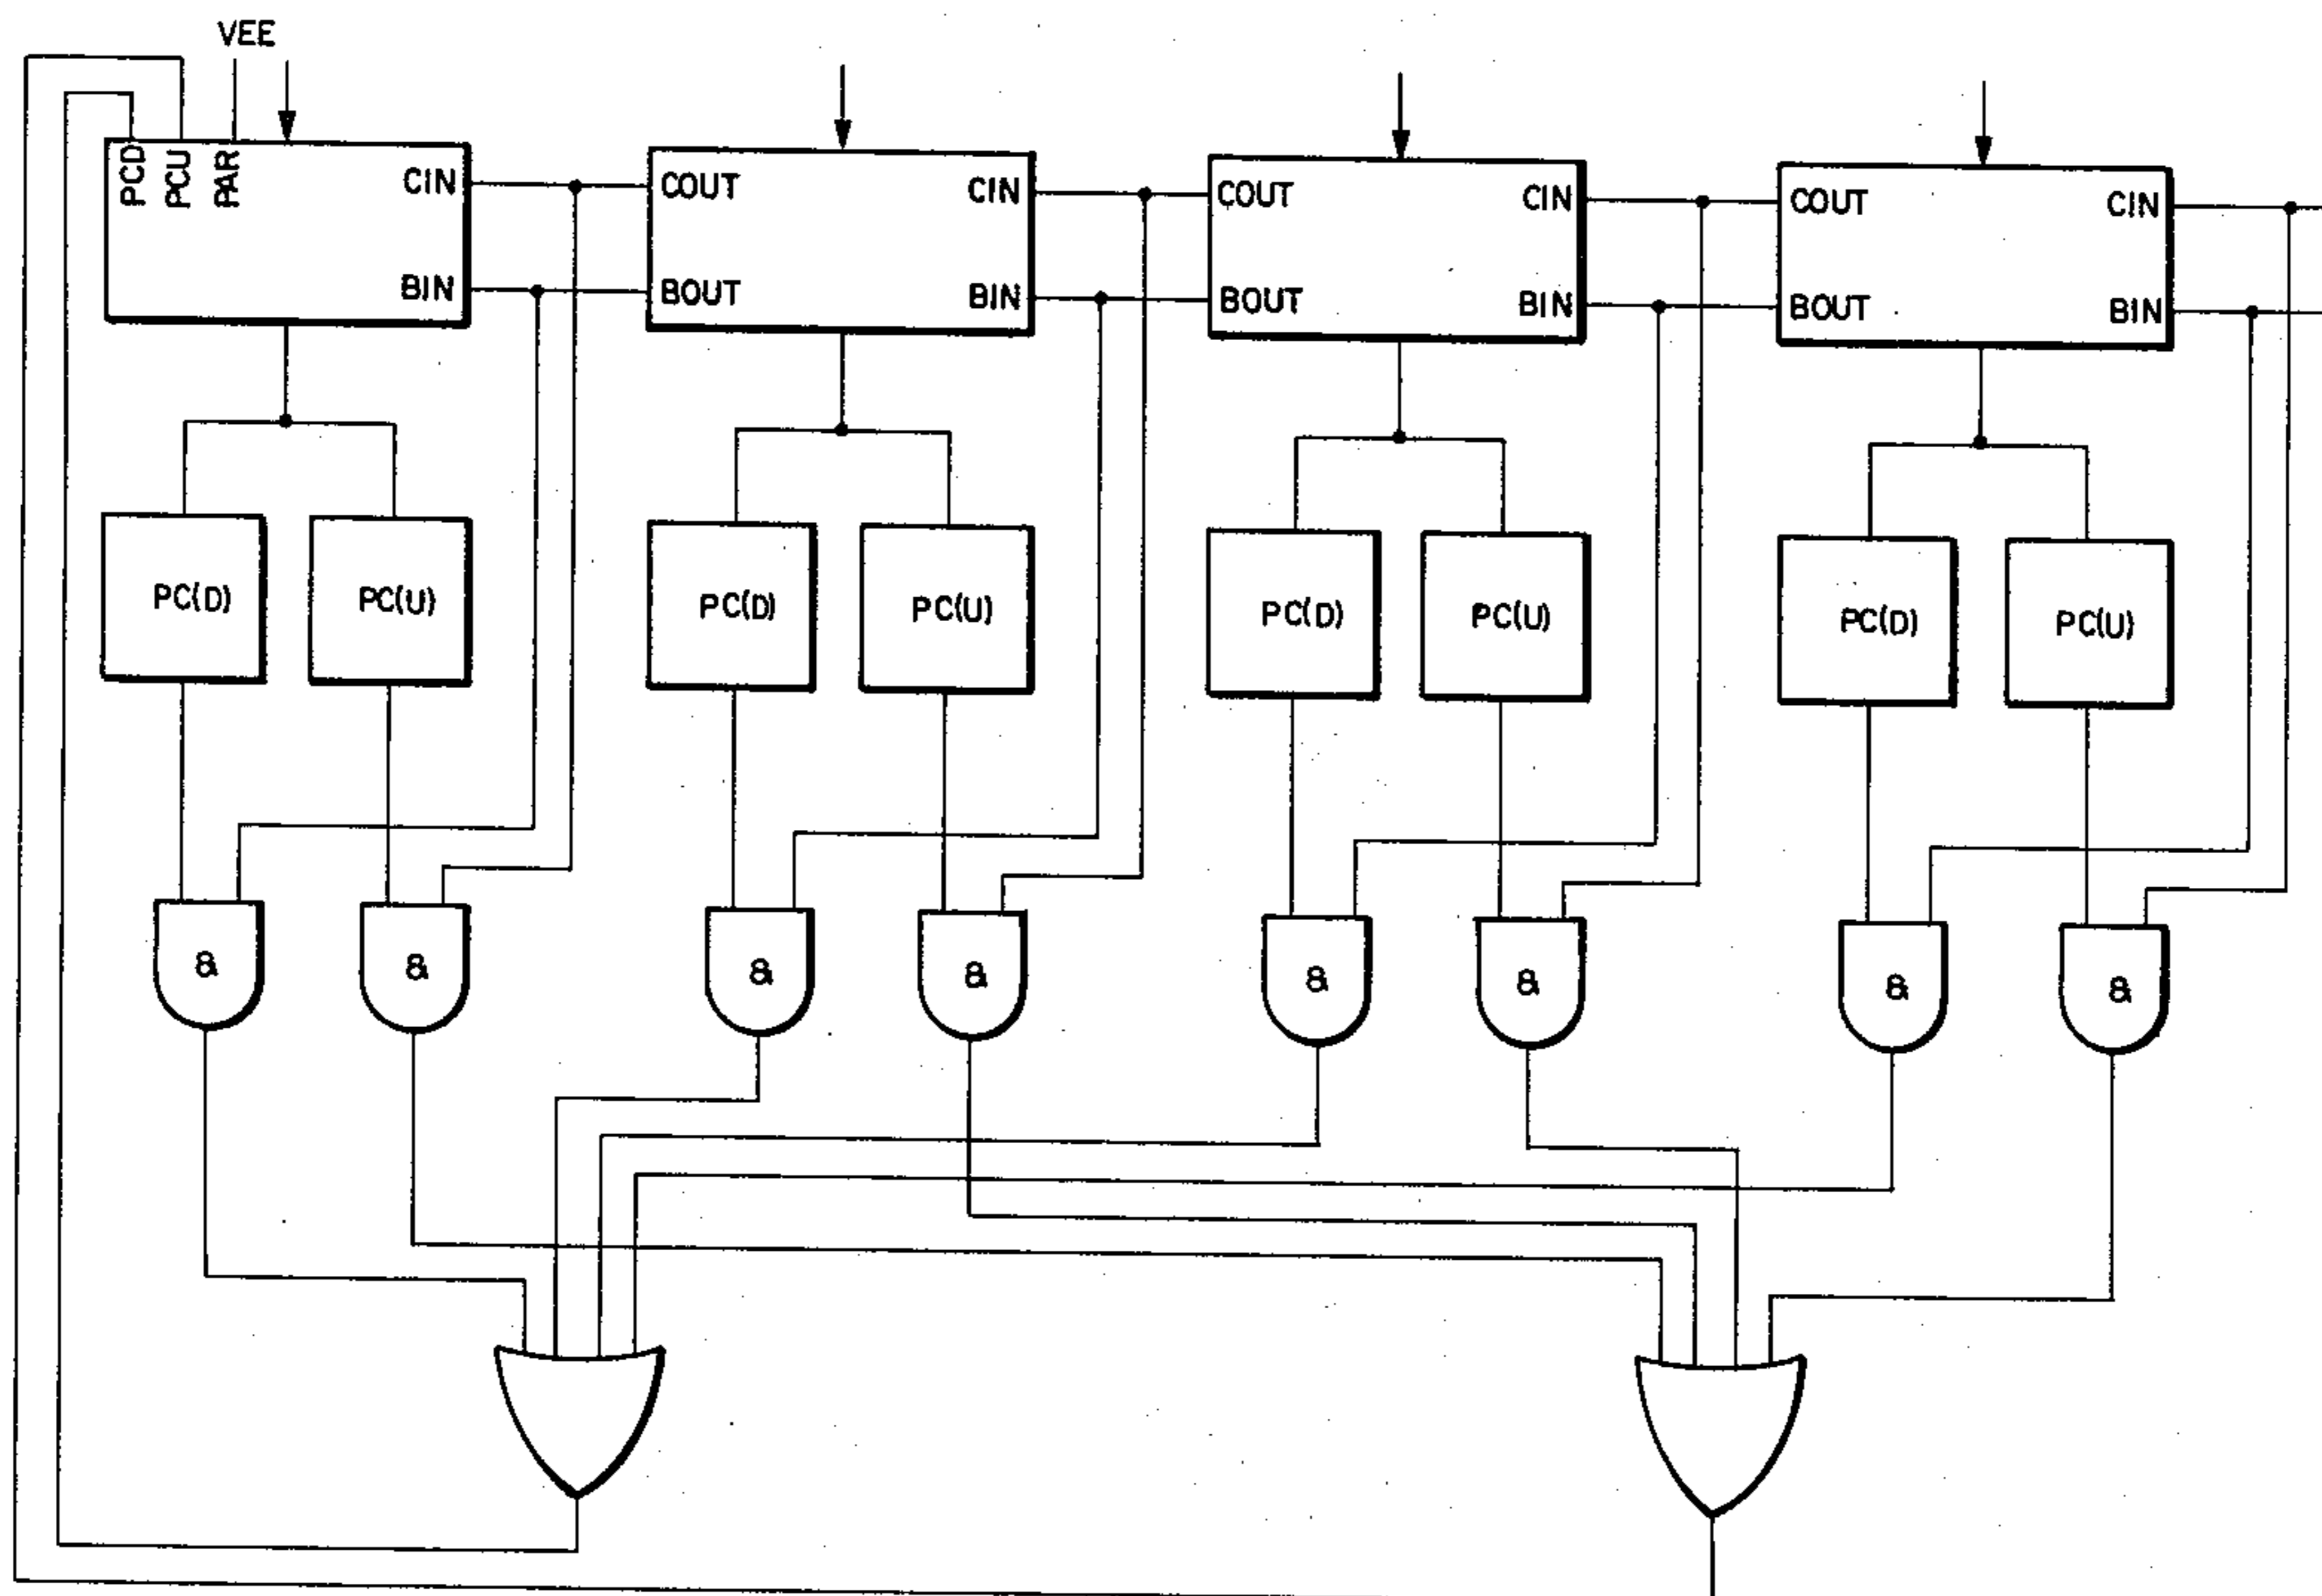 VEE
PCD
PCU
PAR
CIN
BIN
COUT
BOUT
CIN
BIN
COUT
BOUT
CIN
BIN
COUT
BOUT
CIN
BIN
PC(D)
PC(U)
PC(D)
PC(U)
PC(D)
PC(U)
PC(D)
PC(U)
&
&
&
&
&
&
&
&